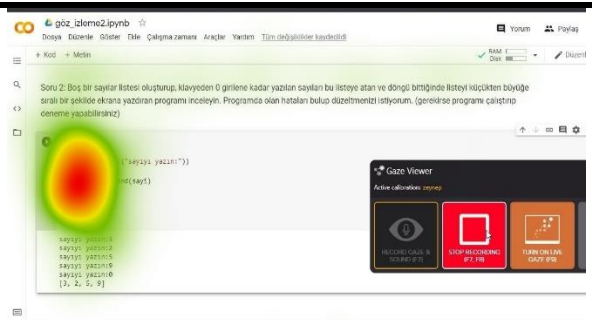 göz_izleme2.ipynb
Dosya Düzenle Göster Ekle Çalışma zamanı Araçlar Yardım Tüm değişiklikler kaydedildi
Yorum Paylaş
+ Kod + Metin
RAM
Disk
Düzenl
Soru 2: Boş bir sayılar listesi oluşturup, klavyeden 0 girilene kadar yazılan sayıları bu listeye atan ve döngü bittiğinde listeyi küçükten büyüğe
sıralı bir şekilde ekrana yazdıran programı inceleyin. Programda olan hataları bulup düzeltmenizi istiyorum. (gerekirse programı çalıştırıp
deneme yapabilirsiniz)
("sayıyı yazın:"))
nd(sayi)
Gaze Viewer
Active calibration: zeynep
RECORD GAZE &
SOUND (F7)
STOP RECORDING
(F7, F8)
TURN ON LIVE
GAZE (F9)
sayıyı yazın:3
sayıyı yazın:2
sayıyı yazın:5
sayıyı yazın:9
sayıyı yazın:0
[3, 2, 5, 9]